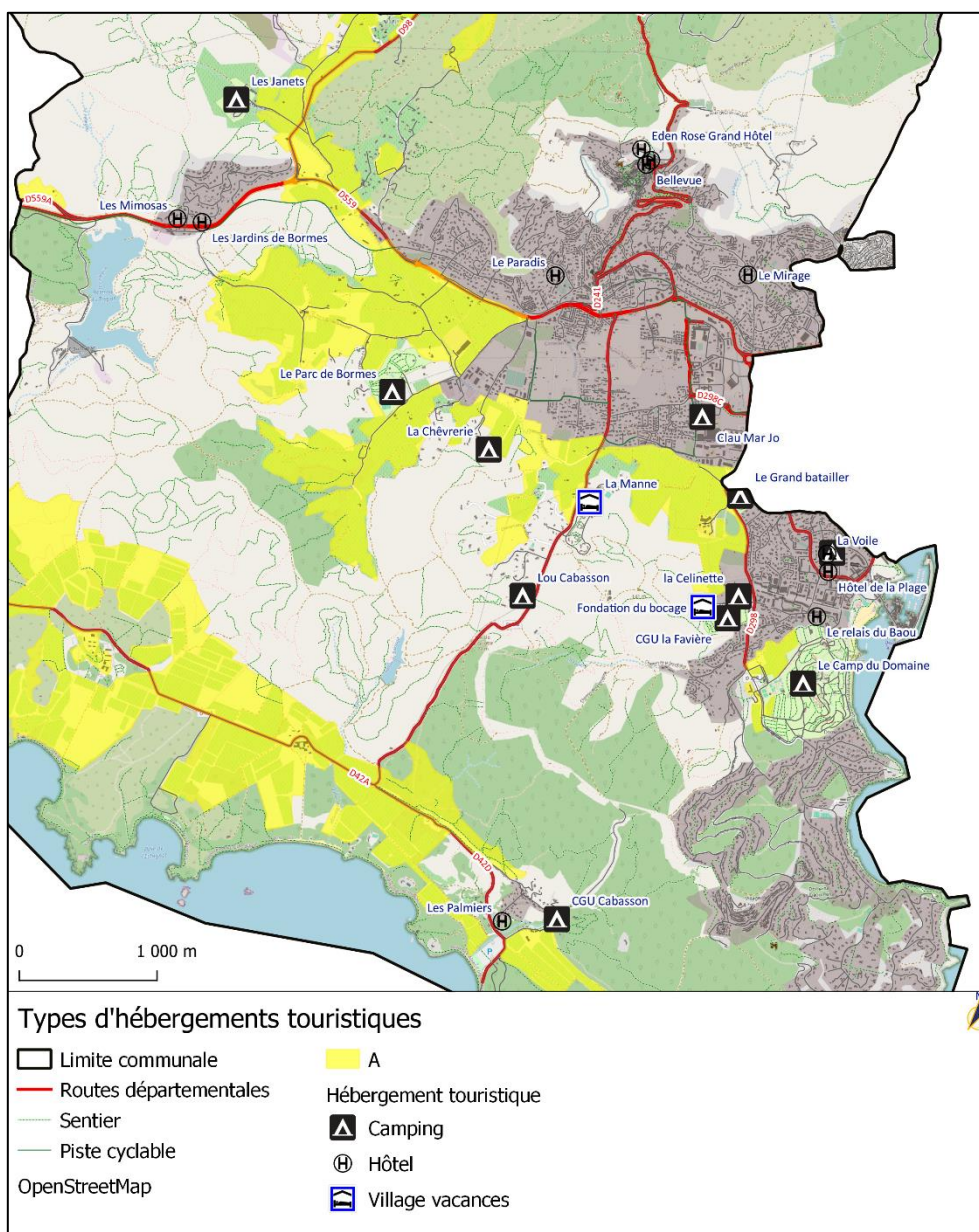 D98
Les Janets
Eden Rose Grand Hôtel
Bellevue
D559A
Les Mimosas
D559
Les Jardins de Bormes
Le Paradis
Le Mirage
D241
Le Parc de Bormes
D298C
Clau Mar Jo
La Chêvrerie
Le Grand batailler
La Manne
La Voile
Lou Cabasson
la Celinette
Hôtel de la Plage
Fondation du bocage
CGU la Favière
D298
Le relais du Baou
Le Camp du Domaine
D42A
D42D
Les Palmiers
CGU Cabasson
P
0 1 000 m
Types d'hébergements touristiques
N
Limite communale
A
Routes départementales
Hébergement touristique
Sentier
Camping
Piste cyclable
H Hôtel
OpenStreetMap
Village vacances